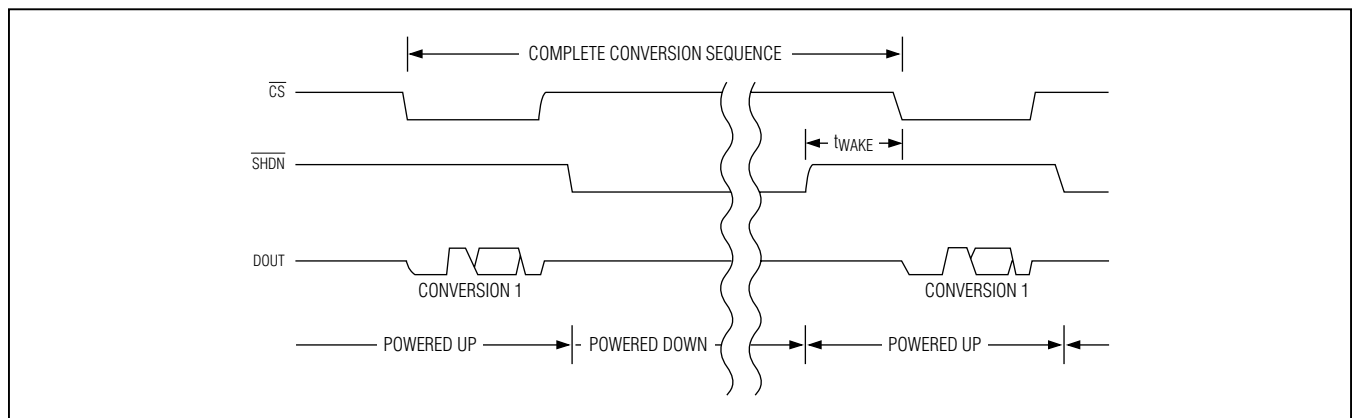 COMPLETE CONVERSION SEQUENCE
CS
tWAKE
SHDN
DOUT
CONVERSION 1
CONVERSION 1
POWERED UP
POWERED DOWN
POWERED UP